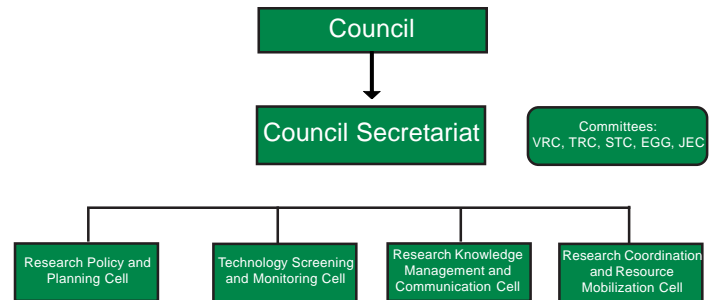 Council
Council Secretariat
Committees:
VRC, TRC, STC, EGG, JEC
Research Policy and
Planning Cell
Technology Screening
and Monitoring Cell
Research Knowledge
Management and
Communication Cell
Research Coordination
and Resource
Mobilization Cell